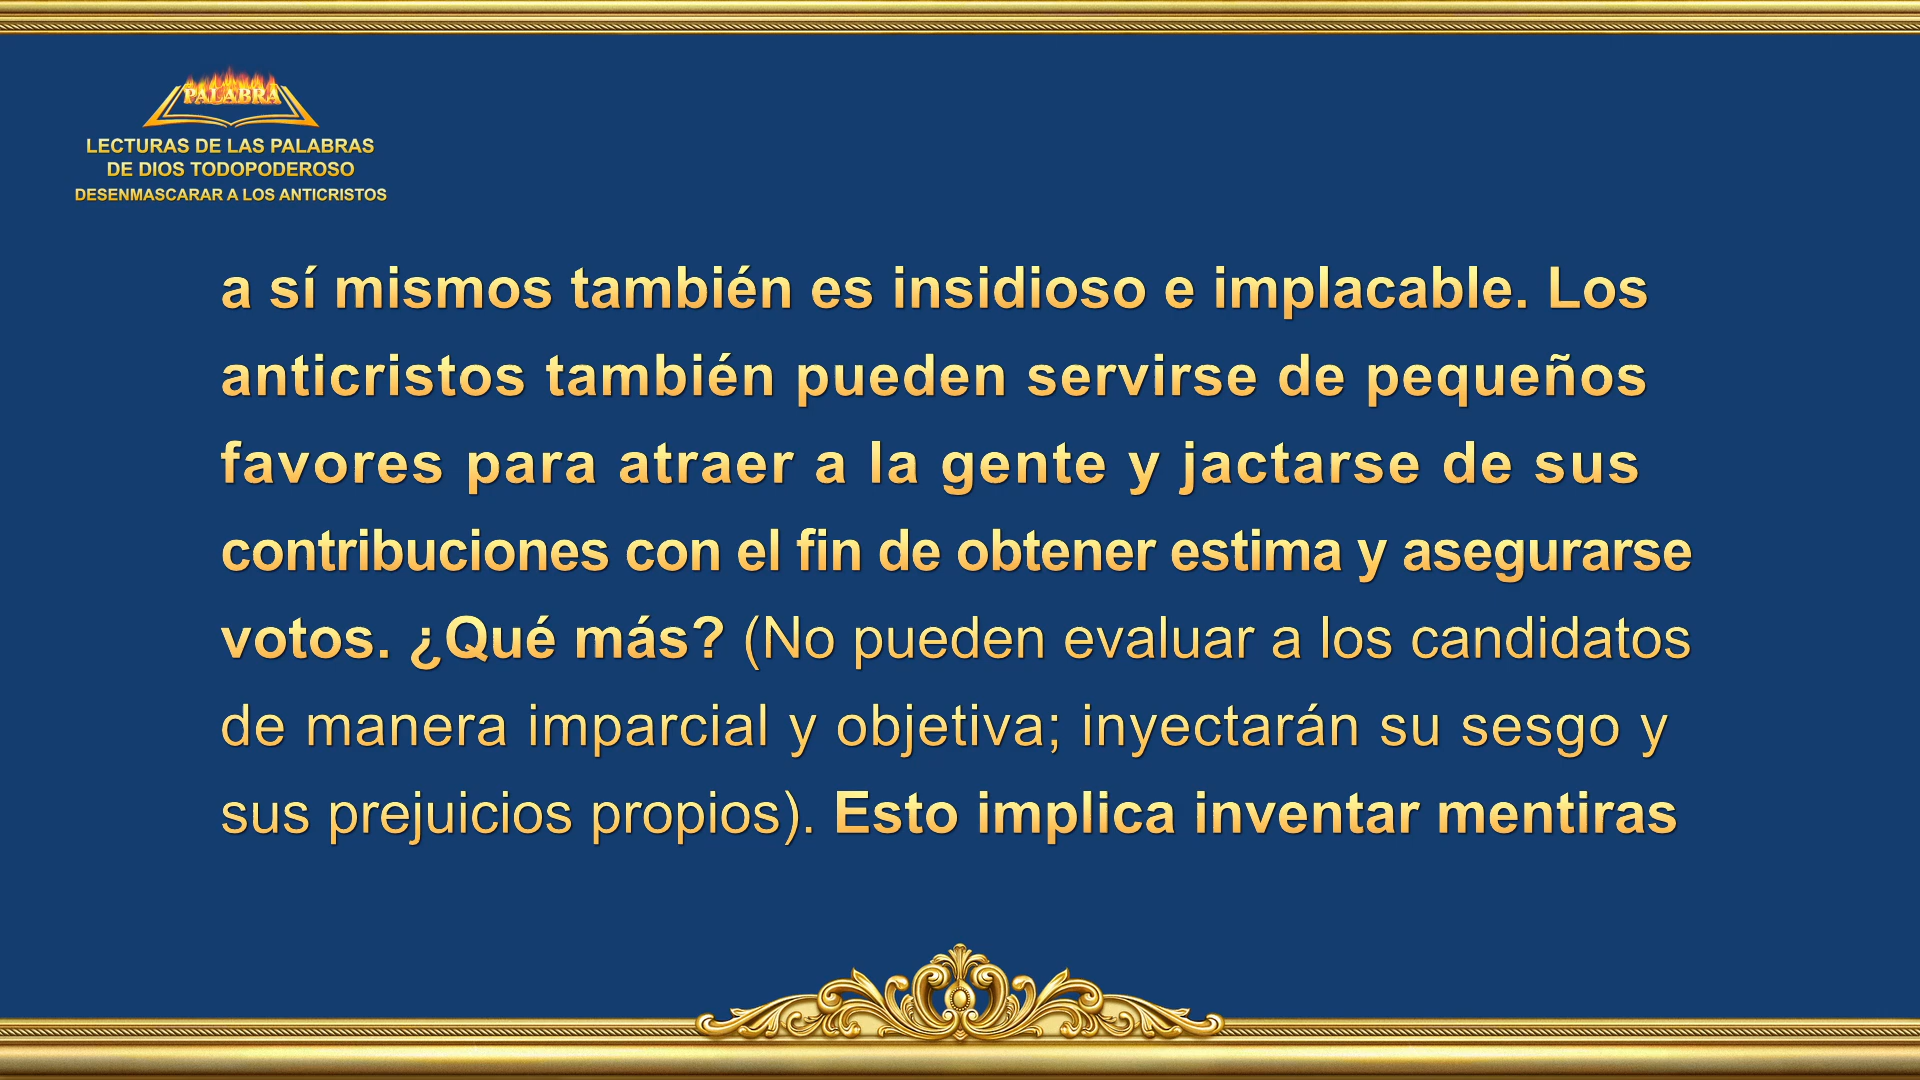 PALABRA
LECTURAS DE LAS PALABRAS
DE DIOS TODOPODEROSO
DESENMASCARAR A LOS ANTICRISTOS
a sí mismos también es insidioso e implacable. Los
anticristos también pueden servirse de pequeños
favores para atraer a la gente y jactarse de sus
contribuciones con el fin de obtener estima y asegurarse
votos. ¿Qué más? (No pueden evaluar a los candidatos
de manera imparcial y objetiva; inyectarán su sesgo y
sus prejuicios propios). Esto implica inventar mentiras